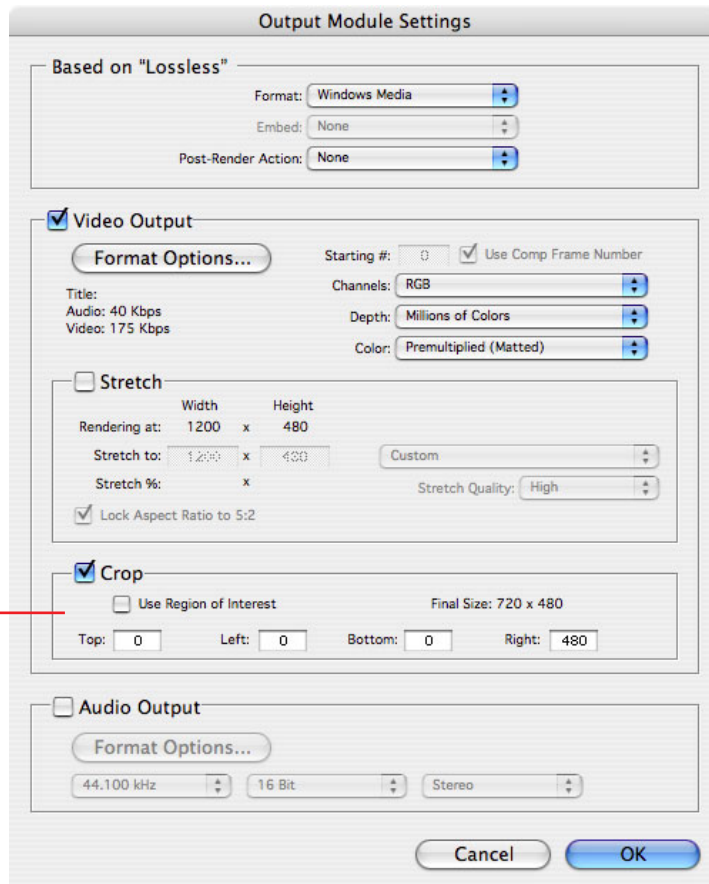 Output Module Settings
Based on "Lossless"
Format: Windows Media
Embed: None
Post-Render Action: None
Video Output
Format Options...
Starting #: 0 Use Comp Frame Number
Title:
Audio: 40 Kbps
Video: 175 Kbps
Channels: RGB
Depth: Millions of Colors
Color: Premultiplied (Matted)
Stretch
Width Height
Rendering at: 1200 x 480
Stretch to: 1200 x 480 Custom
Stretch %: x Stretch Quality: High
Lock Aspect Ratio to 5:2
Crop
Use Region of Interest Final Size: 720 x 480
Top: 0 Left: 0 Bottom: 0 Right: 480
Audio Output
Format Options...
44.100 kHz 16 Bit Stereo
Cancel OK